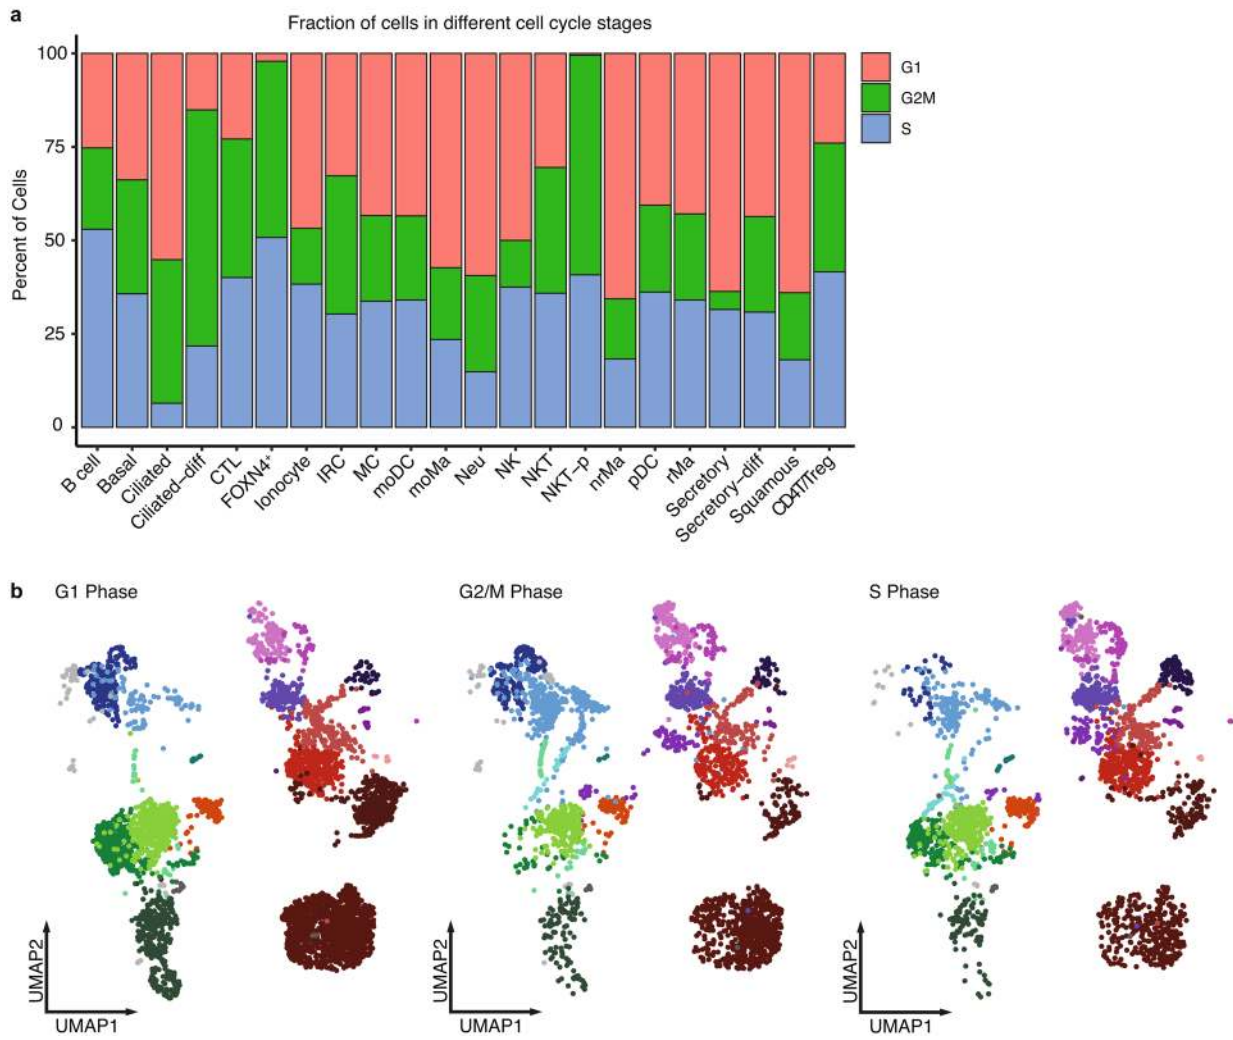 a
Fraction of cells in different cell cycle stages
Percent of Cells
100
75
50
25
0
G1
G2M
S
B cell
Basal
Ciliated
Ciliated–diff
CTL
FOXN4⁺
Ionocyte
IRC
MC
moDC
moMa
Neu
NK
NKT
NKT–p
nrMa
pDC
rMa
Secretory
Secretory–diff
Squamous
CD4T/Treg
b
G1 Phase
G2/M Phase
S Phase
UMAP2
UMAP1
UMAP2
UMAP1
UMAP2
UMAP1